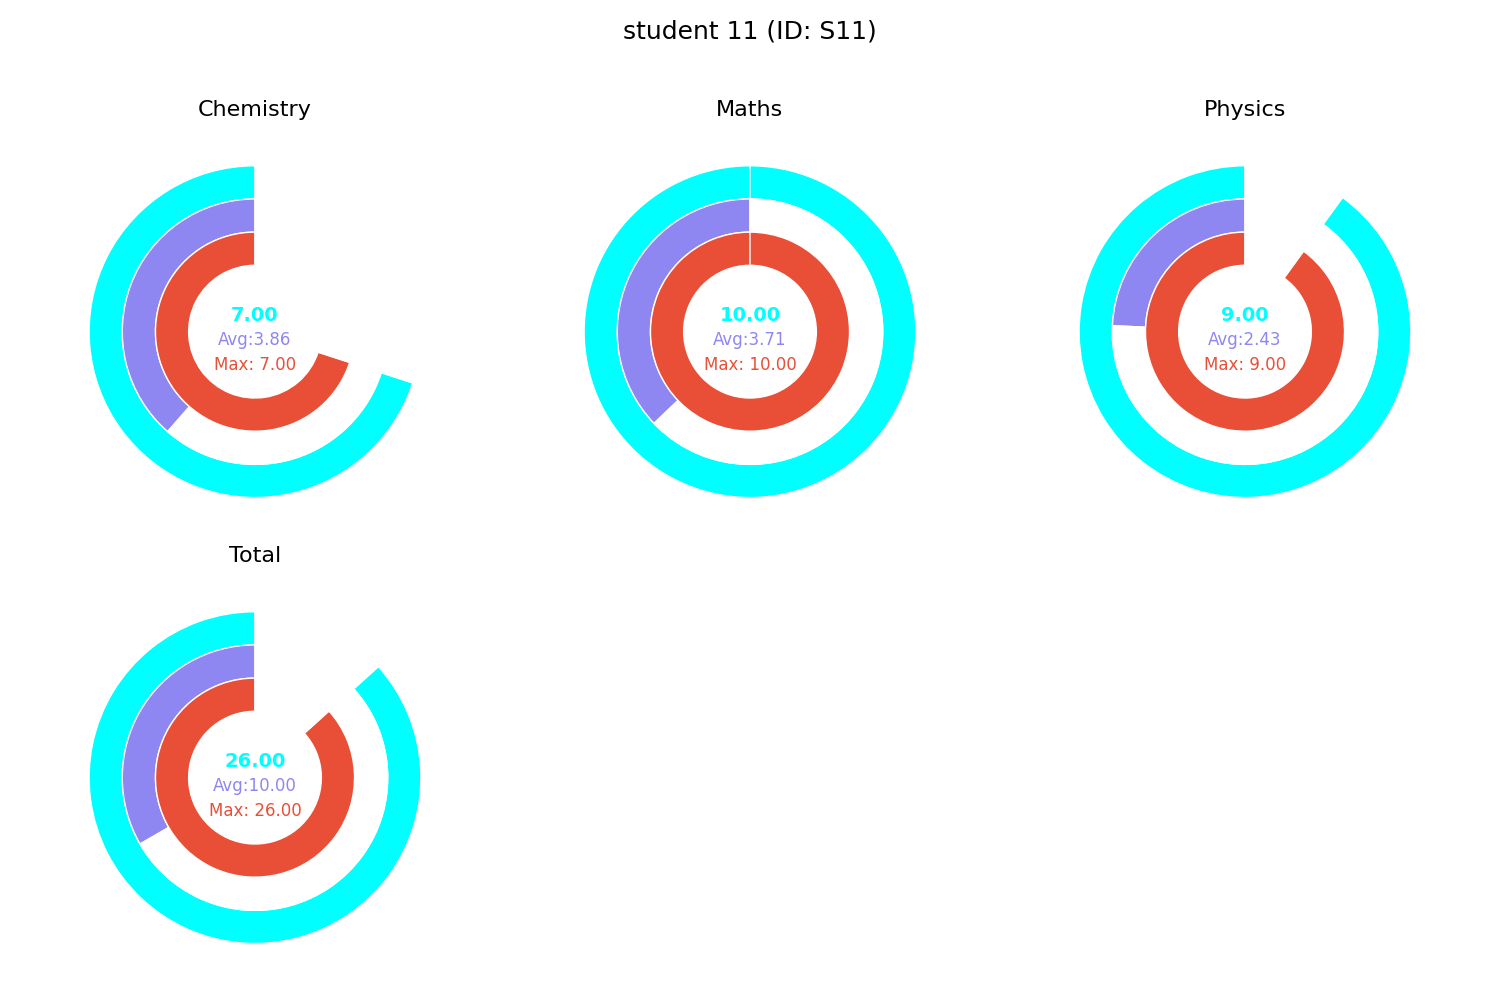 student 11 (ID: S11)
Chemistry
7.00
Avg:3.86
Max: 7.00
Maths
10.00
Avg:3.71
Max: 10.00
Physics
9.00
Avg:2.43
Max: 9.00
Total
26.00
Avg:10.00
Max: 26.00